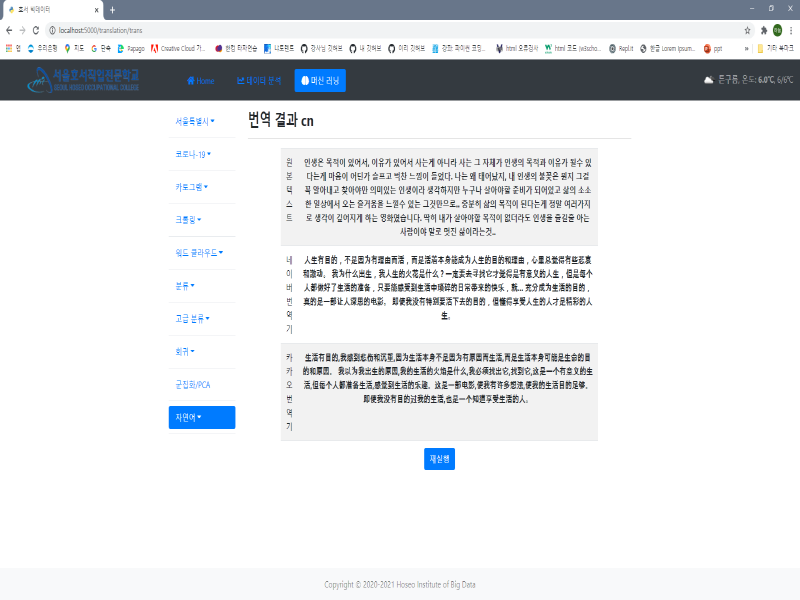 호서 빅데이터
localhost:5000/translation/trans
앱
우리은행
지도
단축
Papago
Creative Cloud 가...
한컴 타자연습
니트펜트
강사님 깃허브
내 깃허브
이리 깃허브
html 오류검사
html 코드 (w3scho...
Repl.it
한글 Lorem Ipsum...
ppt
»
기타 북마크
서울호서직업전문학교
SEOUL HOSEO OCCUPATIONAL COLLEGE
Home
데이터 분석
머신 러닝
튼구름, 온도: 6.0℃, 6/6℃
서울특별시
코로나-19
카토그램
크롤링
워드 클라우드
분류
고급 분류
회귀
군집화/PCA
자연어
번역 결과 cn
원본텍스트
인생은 목적이 있어서, 이유가 있어서 사는게 아니라 사는 그 자체가 인생의 목적과 이유가 될수 있
다는게 마음이 어딘가 슬프고 벅찬 느낌이 들었다. 나는 왜 태어났지, 내 인생의 불꽃은 뭔지 그걸
꼭 알아내고 찾아야만 의미있는 인생이라 생각하지만 누구나 살아야할 준비가 되어있고 삶의 소소
한 일상에서 오는 즐거움을 느낄수 있는 그것만으로.. 충분히 삶의 목적이 된다는게 정말 여러가지
로 생각이 깊어지게 하는 영화였습니다. 딱히 내가 살아야할 목적이 없더라도 인생을 즐길줄 아는
사람이야 말로 멋진 삶이라는것..
네이버번역기
人生有目的，不是因为有理由而活，而是活着本身能成为人生的目的和理由，心里总觉得有些悲哀
和激动。 我为什么出生，我人生的火花是什么？一定要去寻找它才觉得是有意义的人生，但是每个
人都做好了生活的准备，只要能感受到生活中琐碎的日常带来的快乐，就... 充分成为生活的目的，
真的是一部让人深思的电影。 即使我没有特别要活下去的目的，但懂得享受人生的人才是精彩的人
生。
카카오번역기
生活有目的,我感到悲伤和沉重,因为生活本身不是因为有原因而生活,而是生活本身可能是生命的目
的和原因。 我以为我出生的原因,我的生活的火焰是什么,我必须找出它,找到它,这是一个有意义的生
活,但每个人都准备生活,感觉到生活的乐趣。 这是一部电影,使我有许多想法,使我的生活目的足够。
即使我没有目的过我的生活,也是一个知道享受生活的人。
재실행
Copyright © 2020-2021 Hoseo Institute of Big Data